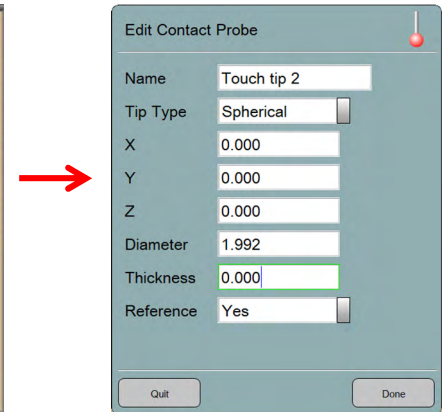 Edit Contact Probe
Name Touch tip 2
Tip Type Spherical
X 0.000
Y 0.000
Z 0.000
Diameter 1.992
Thickness 0.000
Reference Yes
Quit Done